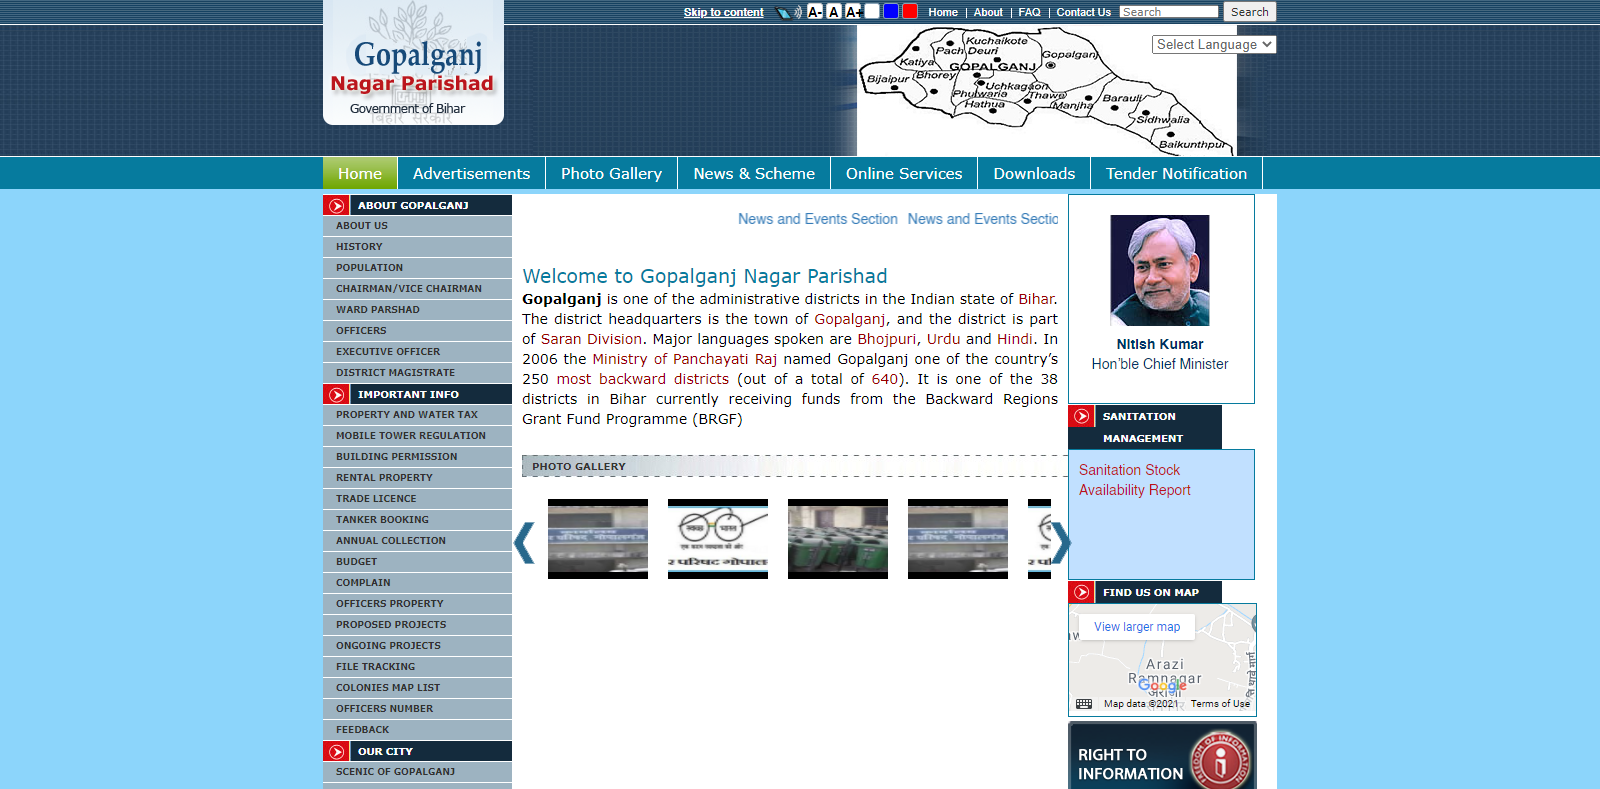 Skip to content
A- A A+
Home | About | FAQ | Contact Us
Search
Search
Gopalganj
Nagar Parishad
Government of Bihar
बिहार सरकार
Select Language
Kuchaikote
Pach Deuri
Gopalganj
Katiya
GOPALGANJ
Bijaipur
Bhorey
Uchkagaon
Phulwaria
Thawe
Hathua
Manjha
Barauli
Sidhwalia
Baikunthpur
Home
Advertisements
Photo Gallery
News & Scheme
Online Services
Downloads
Tender Notification
ABOUT GOPALGANJ
ABOUT US
HISTORY
POPULATION
CHAIRMAN/VICE CHAIRMAN
WARD PARSHAD
OFFICERS
EXECUTIVE OFFICER
DISTRICT MAGISTRATE
IMPORTANT INFO
PROPERTY AND WATER TAX
MOBILE TOWER REGULATION
BUILDING PERMISSION
RENTAL PROPERTY
TRADE LICENCE
TANKER BOOKING
ANNUAL COLLECTION
BUDGET
COMPLAIN
OFFICERS PROPERTY
PROPOSED PROJECTS
ONGOING PROJECTS
FILE TRACKING
COLONIES MAP LIST
OFFICERS NUMBER
FEEDBACK
OUR CITY
SCENIC OF GOPALGANJ
News and Events Section News and Events Sectio
Welcome to Gopalganj Nagar Parishad
Gopalganj is one of the administrative districts in the Indian state of Bihar.
The district headquarters is the town of Gopalganj, and the district is part
of Saran Division. Major languages spoken are Bhojpuri, Urdu and Hindi. In
2006 the Ministry of Panchayati Raj named Gopalganj one of the country’s
250 most backward districts (out of a total of 640). It is one of the 38
districts in Bihar currently receiving funds from the Backward Regions
Grant Fund Programme (BRGF)
PHOTO GALLERY
Nitish Kumar
Hon’ble Chief Minister
SANITATION
MANAGEMENT
Sanitation Stock
Availability Report
FIND US ON MAP
View larger map
Arazi
Ramnagar
Google
Map data ©2021 Terms of Use
RIGHT TO
INFORMATION
FREEDOM OF INFORMATION